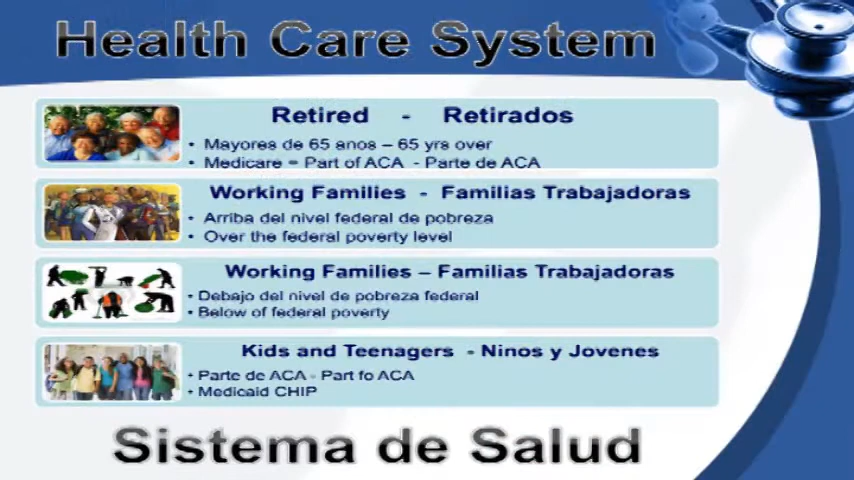 Health Care System
Retired - Retirados
• Mayores de 65 anos – 65 yrs over
• Medicare = Part of ACA - Parte de ACA
Working Families - Familias Trabajadoras
• Arriba del nivel federal de pobreza
• Over the federal poverty level
Working Families – Familias Trabajadoras
• Debajo del nivel de pobreza federal
• Below of federal poverty
Kids and Teenagers - Ninos y Jovenes
• Parte de ACA - Part fo ACA
• Medicaid CHIP
Sistema de Salud